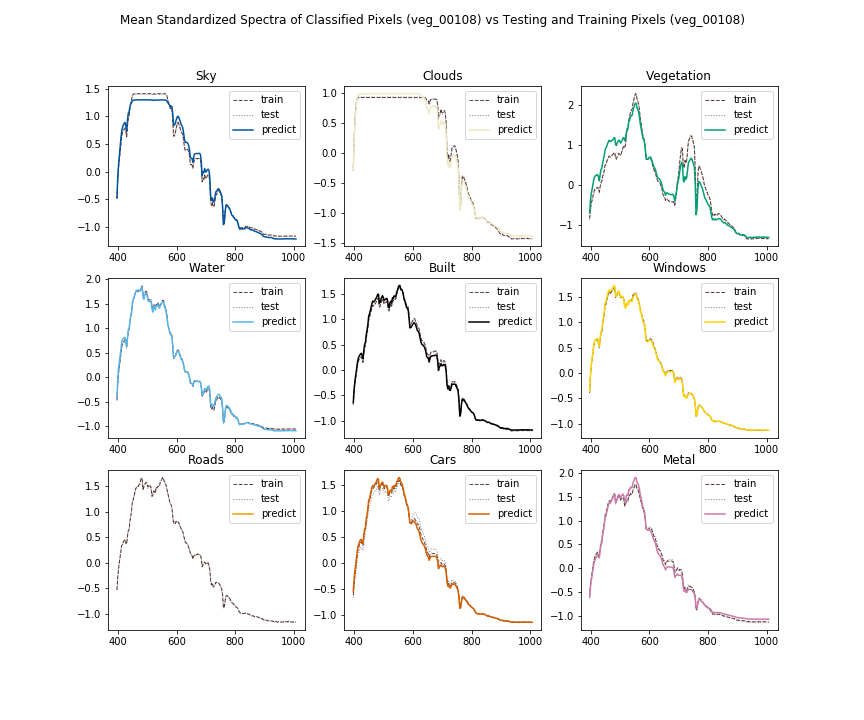 Mean Standardized Spectra of Classified Pixels (veg_00108) vs Testing and Training Pixels (veg_00108)
Sky
Clouds
Vegetation
train
test
predict
train
test
predict
train
test
predict
1.5
1.0
0.5
0.0
−0.5
−1.0
1.0
0.5
0.0
−0.5
−1.0
−1.5
2
1
0
−1
400 600 800 1000
400 600 800 1000
400 600 800 1000
Water
Built
Windows
train
test
predict
train
test
predict
train
test
predict
2.0
1.5
1.0
0.5
0.0
−0.5
−1.0
1.5
1.0
0.5
0.0
−0.5
−1.0
1.5
1.0
0.5
0.0
−0.5
−1.0
400 600 800 1000
400 600 800 1000
400 600 800 1000
Roads
Cars
Metal
train
test
predict
train
test
predict
train
test
predict
1.5
1.0
0.5
0.0
−0.5
−1.0
1.5
1.0
0.5
0.0
−0.5
−1.0
2.0
1.5
1.0
0.5
0.0
−0.5
−1.0
400 600 800 1000
400 600 800 1000
400 600 800 1000